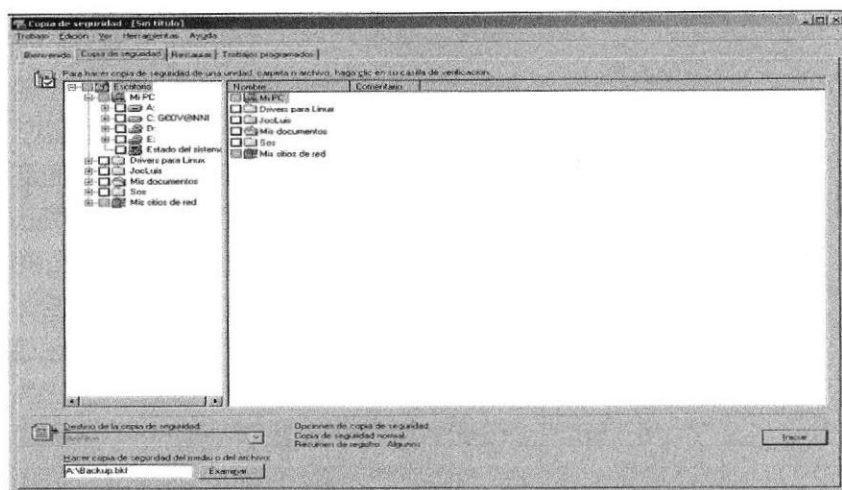 Copia de seguridad - [Sin título]
Trabajo Edición Ver Herramientas Ayuda
Bienvenido Copia de seguridad Restaurar Trabajos programados
Para hacer copia de seguridad de una unidad, carpeta o archivo, haga clic en su casilla de verificación.
Escritorio
Mi PC
A:
C: GEOV@NNI
D:
E:
Estado del sistema
Drivers para Linux
JocLuis
Mis documentos
Sos
Mis sitios de red
Nombre Comentario
Mi PC
Drivers para Linux
JocLuis
Mis documentos
Sos
Mis sitios de red
Destino de la copia de seguridad:
Archivo
Hacer copia de seguridad del medio o del archivo:
A:\Backup.bkf
Examinar...
Opciones de copia de seguridad:
Copia de seguridad normal.
Resumen de registro. Algunos
Iniciar